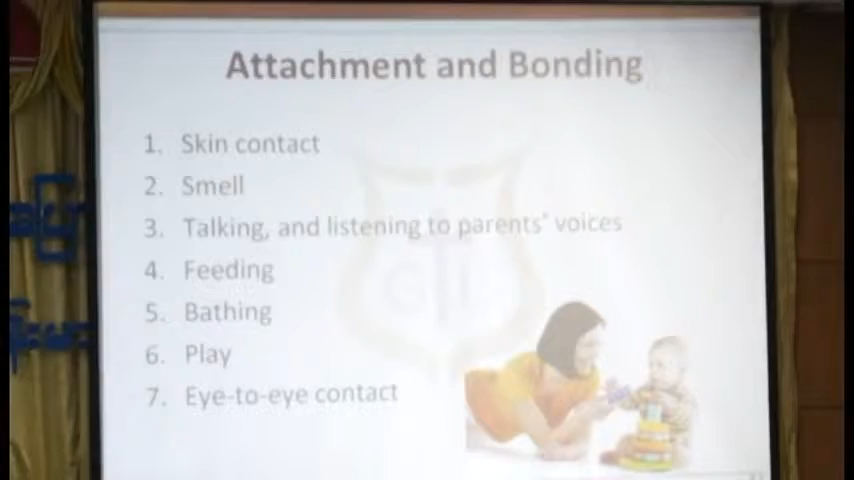 Attachment and Bonding
1. Skin contact
2. Smell
3. Talking, and listening to parents' voices
4. Feeding
5. Bathing
6. Play
7. Eye-to-eye contact